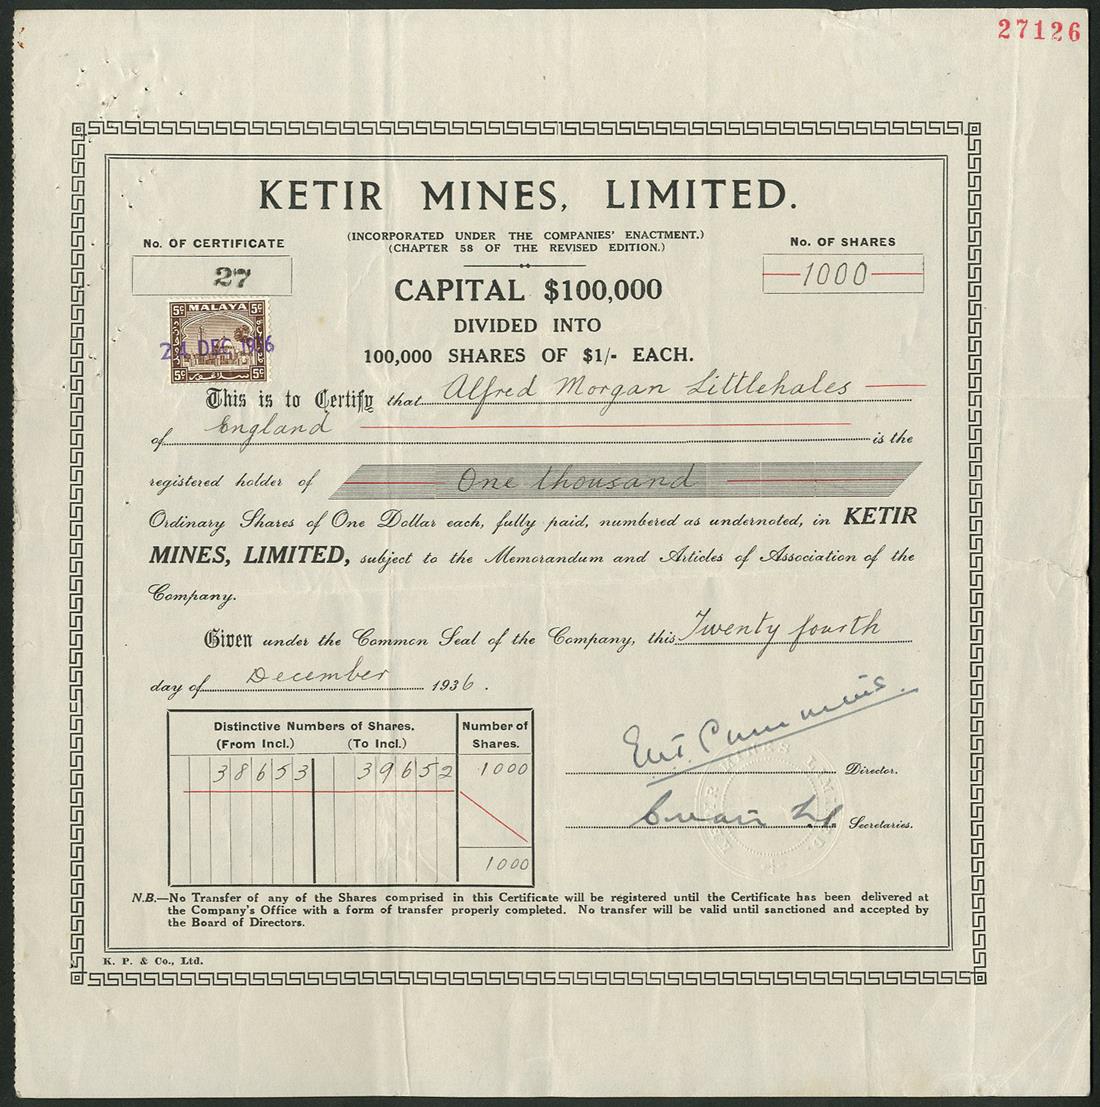 27126
KETIR MINES, LIMITED.
(INCORPORATED UNDER THE COMPANIES' ENACTMENT.)
(CHAPTER 58 OF THE REVISED EDITION.)
No. OF CERTIFICATE
27
No. OF SHARES
1000
CAPITAL $100,000
DIVIDED INTO
100,000 SHARES OF $1/- EACH.
5c MALAYA 5c
24 DEC 1936
5c 5c
This is to Certify that Alfred Morgan Littlehales
of England is the
registered holder of One thousand
Ordinary Shares of One Dollar each, fully paid, numbered as undernoted, in KETIR
MINES, LIMITED, subject to the Memorandum and Articles of Association of the
Company.
Given under the Common Seal of the Company, this Twenty fourth
day of December 1936.
Distinctive Numbers of Shares.
(From Incl.) (To Incl.)
Number of
Shares.
38653 39652 1000
1000
Director.
Secretaries.
N.B.—No Transfer of any of the Shares comprised in this Certificate will be registered until the Certificate has been delivered at
the Company's Office with a form of transfer properly completed. No transfer will be valid until sanctioned and accepted by
the Board of Directors.
K. P. & Co., Ltd.